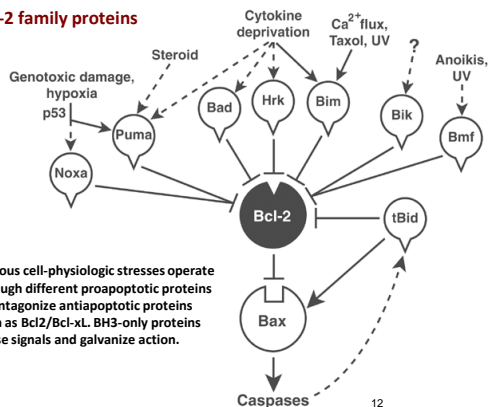 -2 family proteins
Cytokine
deprivation
Ca2+ flux,
Taxol, UV
Steroid
?
Anoikis,
UV
Genotoxic damage,
hypoxia
p53
Puma
Bad
Hrk
Bim
Bik
Bmf
Noxa
Bcl-2
tBid
ous cell-physiologic stresses operate
ough different proapoptotic proteins
ntagonize antiapoptotic proteins
as Bcl2/Bcl-xL. BH3-only proteins
se signals and galvanize action.
Bax
Caspases
12